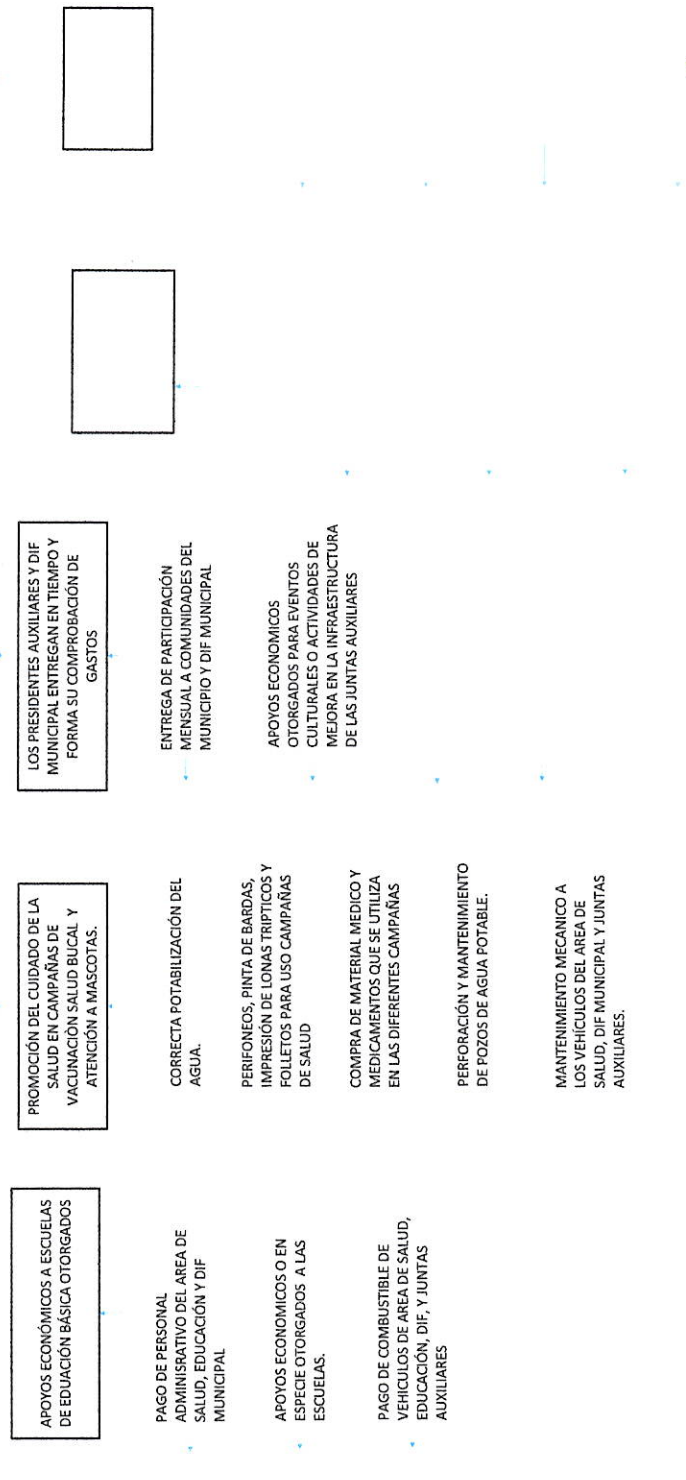 APOYOS ECONÓMICOS A ESCUELAS
DE EDUACIÓN BÁSICA OTORGADOS
PAGO DE PERSONAL
ADMINISRATIVO DEL AREA DE
SALUD, EDUCACIÓN Y DIF
MUNICIPAL
APOYOS ECONOMICOS O EN
ESPECIE OTORGADOS A LAS
ESCUELAS.
PAGO DE COMBUSTIBLE DE
VEHICULOS DE AREA DE SALUD,
EDUCACIÓN, DIF, Y JUNTAS
AUXILIARES
PROMOCIÓN DEL CUIDADO DE LA
SALUD EN CAMPAÑAS DE
VACUNACIÓN SALUD BUCAL Y
ATENCIÓN A MASCOTAS.
CORRECTA POTABILIZACIÓN DEL
AGUA.
PERIFONEOS, PINTA DE BARDAS,
IMPRESIÓN DE LONAS TRIPTICOS Y
FOLLETOS PARA USO CAMPAÑAS
DE SALUD
COMPRA DE MATERIAL MEDICO Y
MEDICAMENTOS QUE SE UTILIZA
EN LAS DIFERENTES CAMPAÑAS
PERFORACIÓN Y MANTENIMIENTO
DE POZOS DE AGUA POTABLE.
MANTENIMIENTO MECANICO A
LOS VEHÍCULOS DEL AREA DE
SALUD, DIF MUNICIPAL Y JUNTAS
AUXILIARES.
LOS PRESIDENTES AUXILIARES Y DIF
MUNICIPAL ENTREGAN EN TIEMPO Y
FORMA SU COMPROBACIÓN DE
GASTOS
ENTREGA DE PARTICIPACIÓN
MENSUAL A COMUNIDADES DEL
MUNICIPIO Y DIF MUNICIPAL
APOYOS ECONOMICOS
OTORGADOS PARA EVENTOS
CULTURALES O ACTIVIDADES DE
MEJORA EN LA INFRAESTRUCTURA
DE LAS JUNTAS AUXILIARES